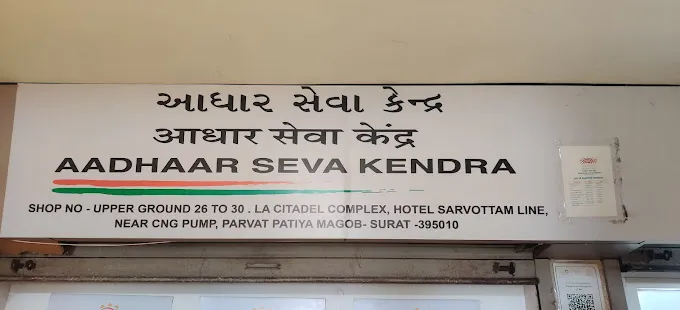 આધાર સેવા કેન્દ્ર
आधार सेवा केंद्र
AADHAAR SEVA KENDRA
SHOP NO - UPPER GROUND 26 TO 30 . LA CITADEL COMPLEX, HOTEL SARVOTTAM LINE,
NEAR CNG PUMP, PARVAT PATIYA MAGOB- SURAT -395010